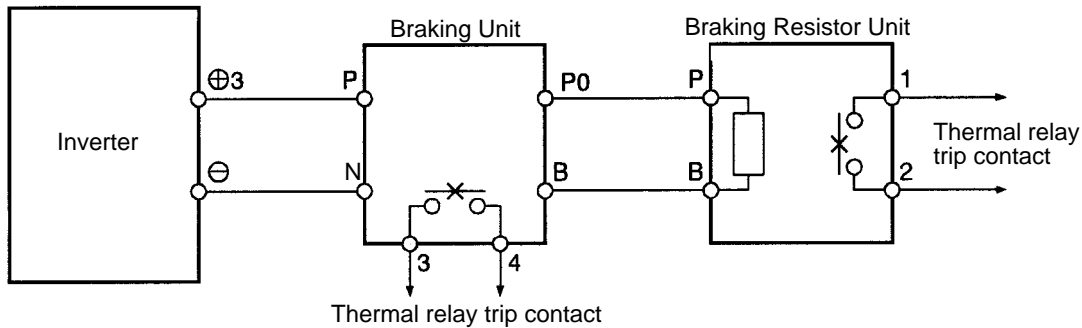 Braking Unit
Braking Resistor Unit
Inverter
⊕3
⊖
P
N
P0
B
P
B
1
2
Thermal relay
trip contact
3
4
Thermal relay trip contact